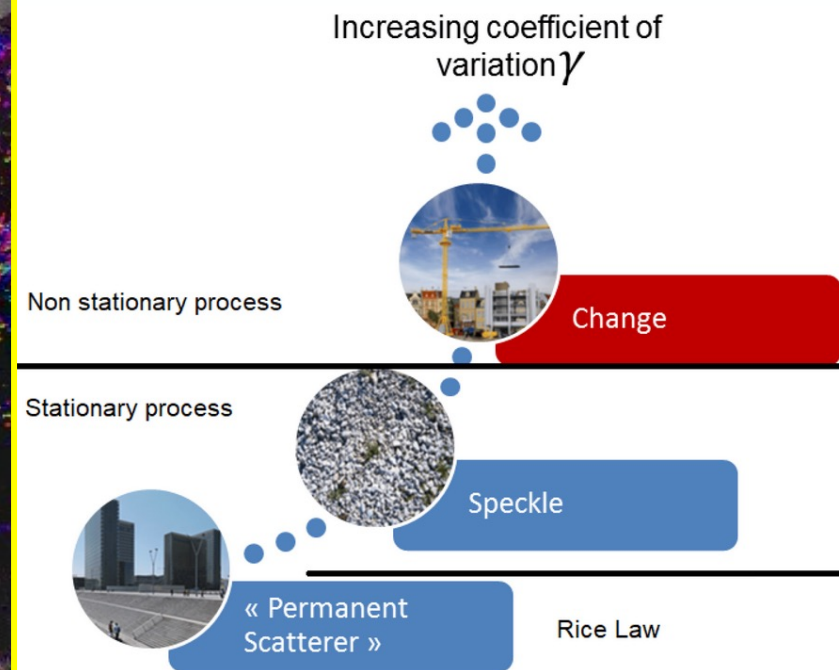 Increasing coefficient of
variation γ
Non stationary process
Change
Stationary process
Speckle
« Permanent
Scatterer »
Rice Law